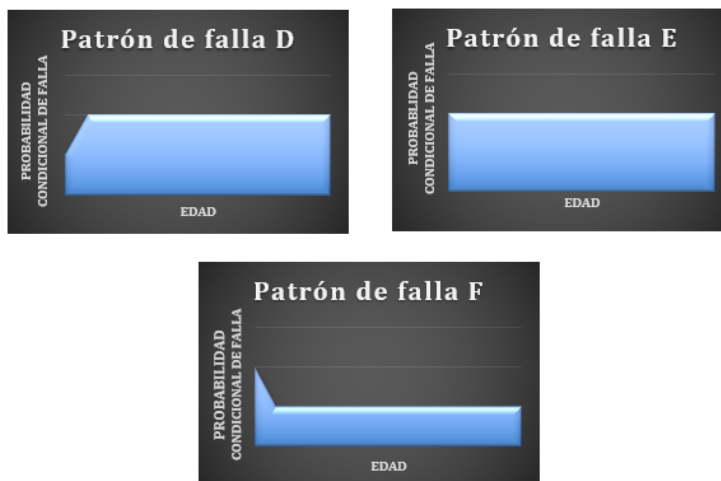 Patrón de falla D
PROBABILIDAD
CONDICIONAL DE FALLA
EDAD
Patrón de falla E
PROBABILIDAD
CONDICIONAL DE FALLA
EDAD
Patrón de falla F
PROBABILIDAD
CONDICIONAL DE FALLA
EDAD